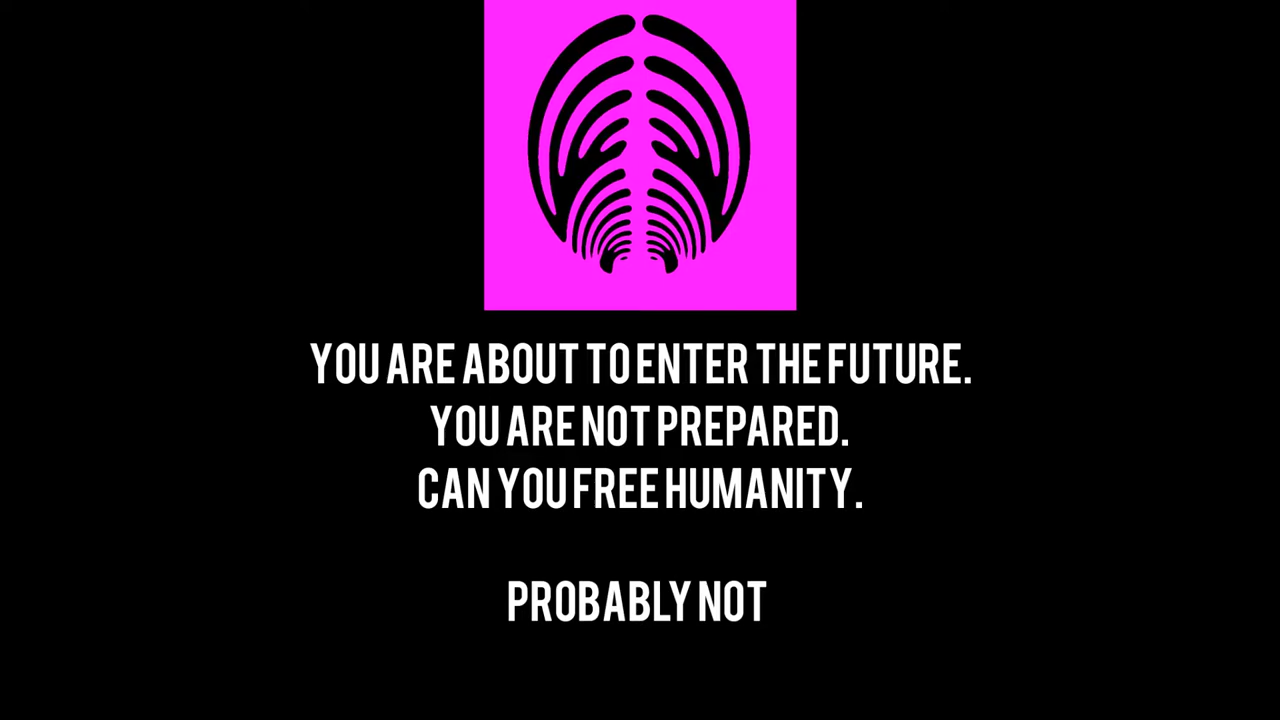 YOU ARE ABOUT TO ENTER THE FUTURE.
YOU ARE NOT PREPARED.
CAN YOU FREE HUMANITY.
PROBABLY NOT